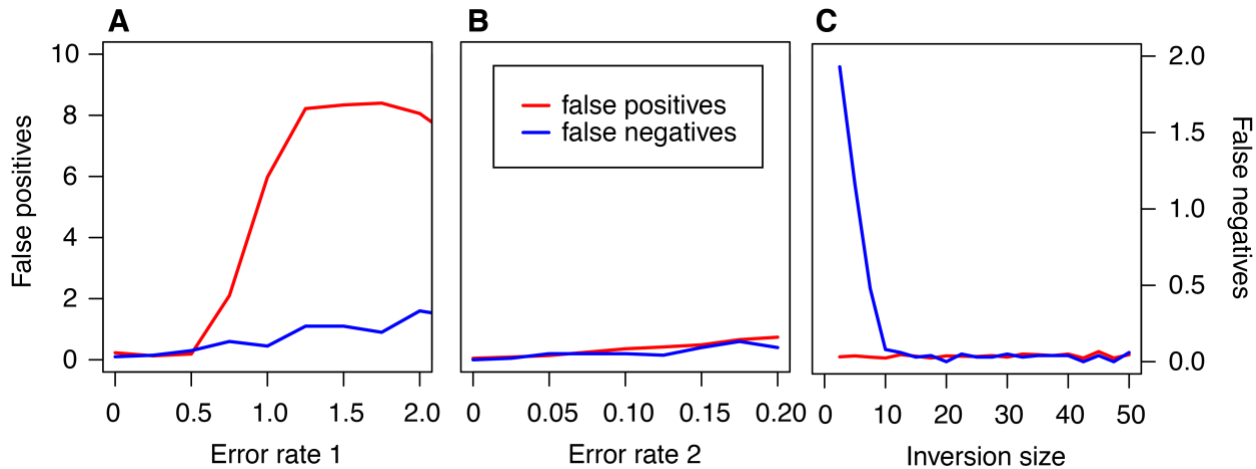 A
B
C
10
8
6
4
2
0
False positives
0
0.5
1.0
1.5
2.0
Error rate 1
false positives
false negatives
0
0.05
0.10
0.15
0.20
Error rate 2
0
10
20
30
40
50
Inversion size
2.0
1.5
1.0
0.5
0.0
False negatives